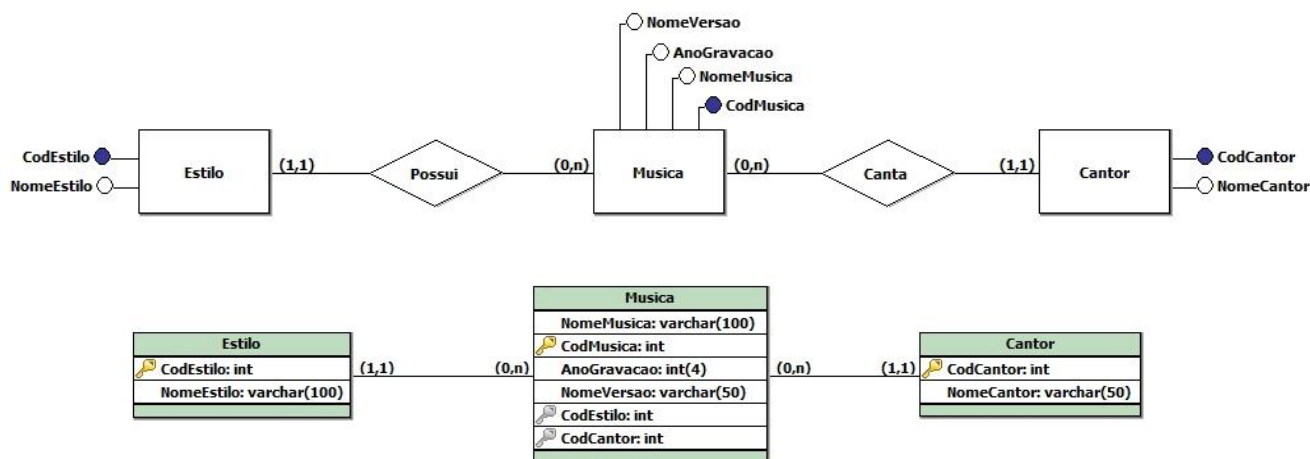 NomeVersao
AnoGravacao
NomeMusica
CodMusica
CodEstilo
NomeEstilo
Estilo
(1,1)
Possui
(0,n)
Musica
(0,n)
Canta
(1,1)
Cantor
CodCantor
NomeCantor
Estilo
CodEstilo: int
NomeEstilo: varchar(100)
(1,1)
(0,n)
Musica
NomeMusica: varchar(100)
CodMusica: int
AnoGravacao: int(4)
NomeVersao: varchar(50)
CodEstilo: int
CodCantor: int
(0,n)
(1,1)
Cantor
CodCantor: int
NomeCantor: varchar(50)